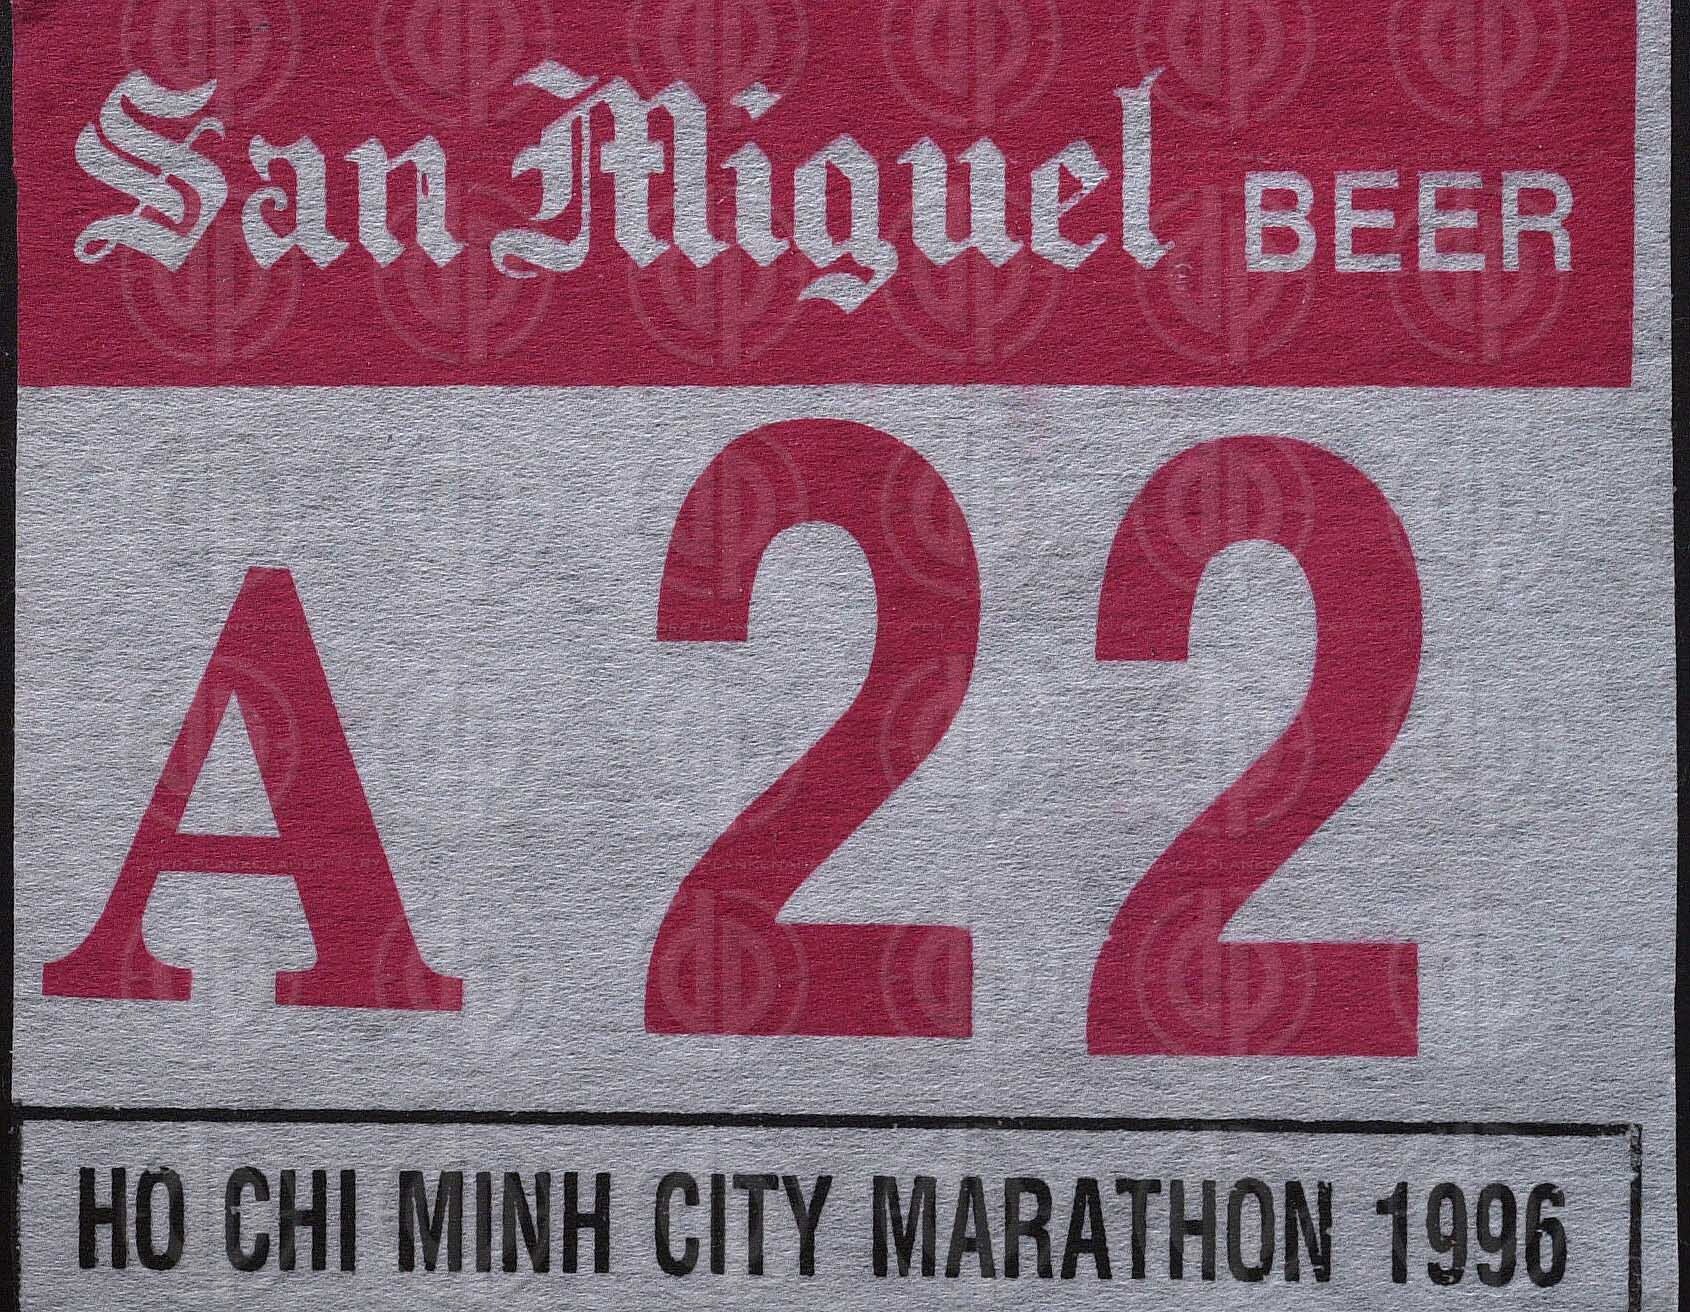 San Miguel BEER
A 22
HO CHI MINH CITY MARATHON 1996